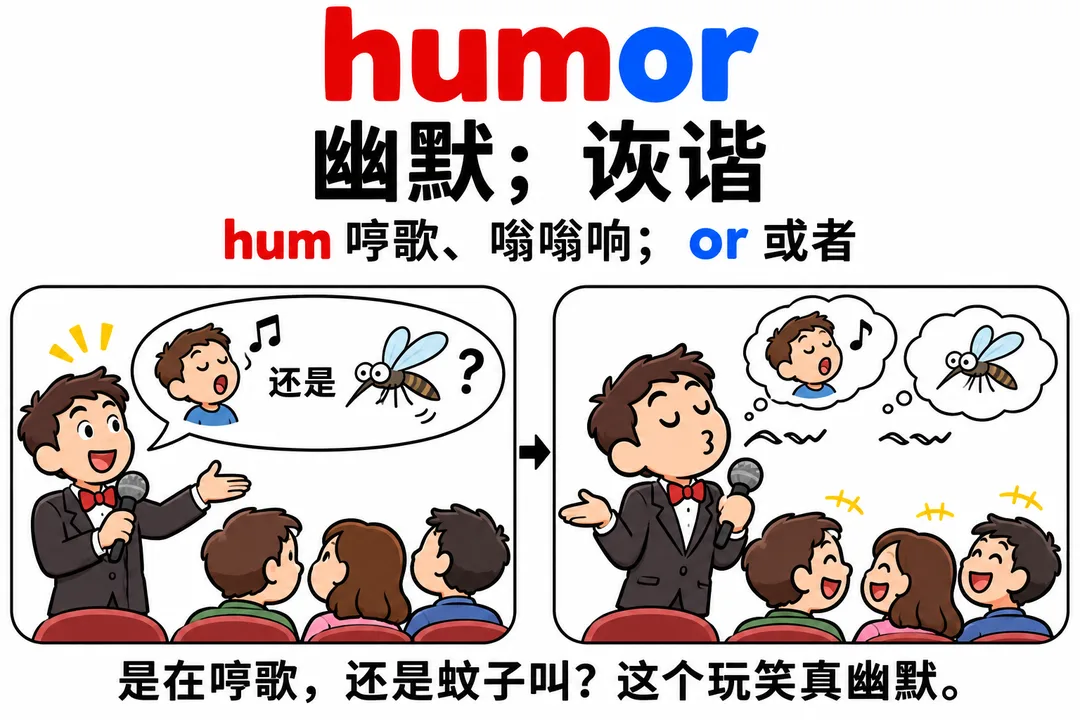 humor
幽默；诙谐
hum 哼歌、嗡嗡响； or 或者
还是
?
是在哼歌，还是蚊子叫？这个玩笑真幽默。